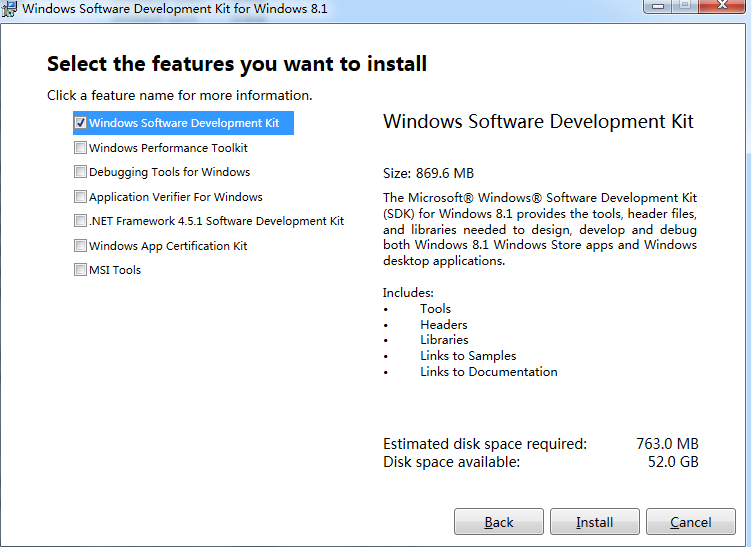 Windows Software Development Kit for Windows 8.1
Select the features you want to install
Click a feature name for more information.
Windows Software Development Kit
Windows Performance Toolkit
Debugging Tools for Windows
Application Verifier For Windows
.NET Framework 4.5.1 Software Development Kit
Windows App Certification Kit
MSI Tools
Windows Software Development Kit
Size: 869.6 MB
The Microsoft® Windows® Software Development Kit
(SDK) for Windows 8.1 provides the tools, header files,
and libraries needed to design, develop and debug
both Windows 8.1 Windows Store apps and Windows
desktop applications.
Includes:
• Tools
• Headers
• Libraries
• Links to Samples
• Links to Documentation
Estimated disk space required: 763.0 MB
Disk space available: 52.0 GB
Back Install Cancel